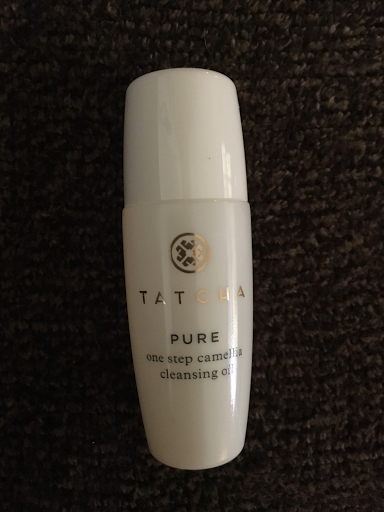 TATCHA
PURE
one step camellia
cleansing oil